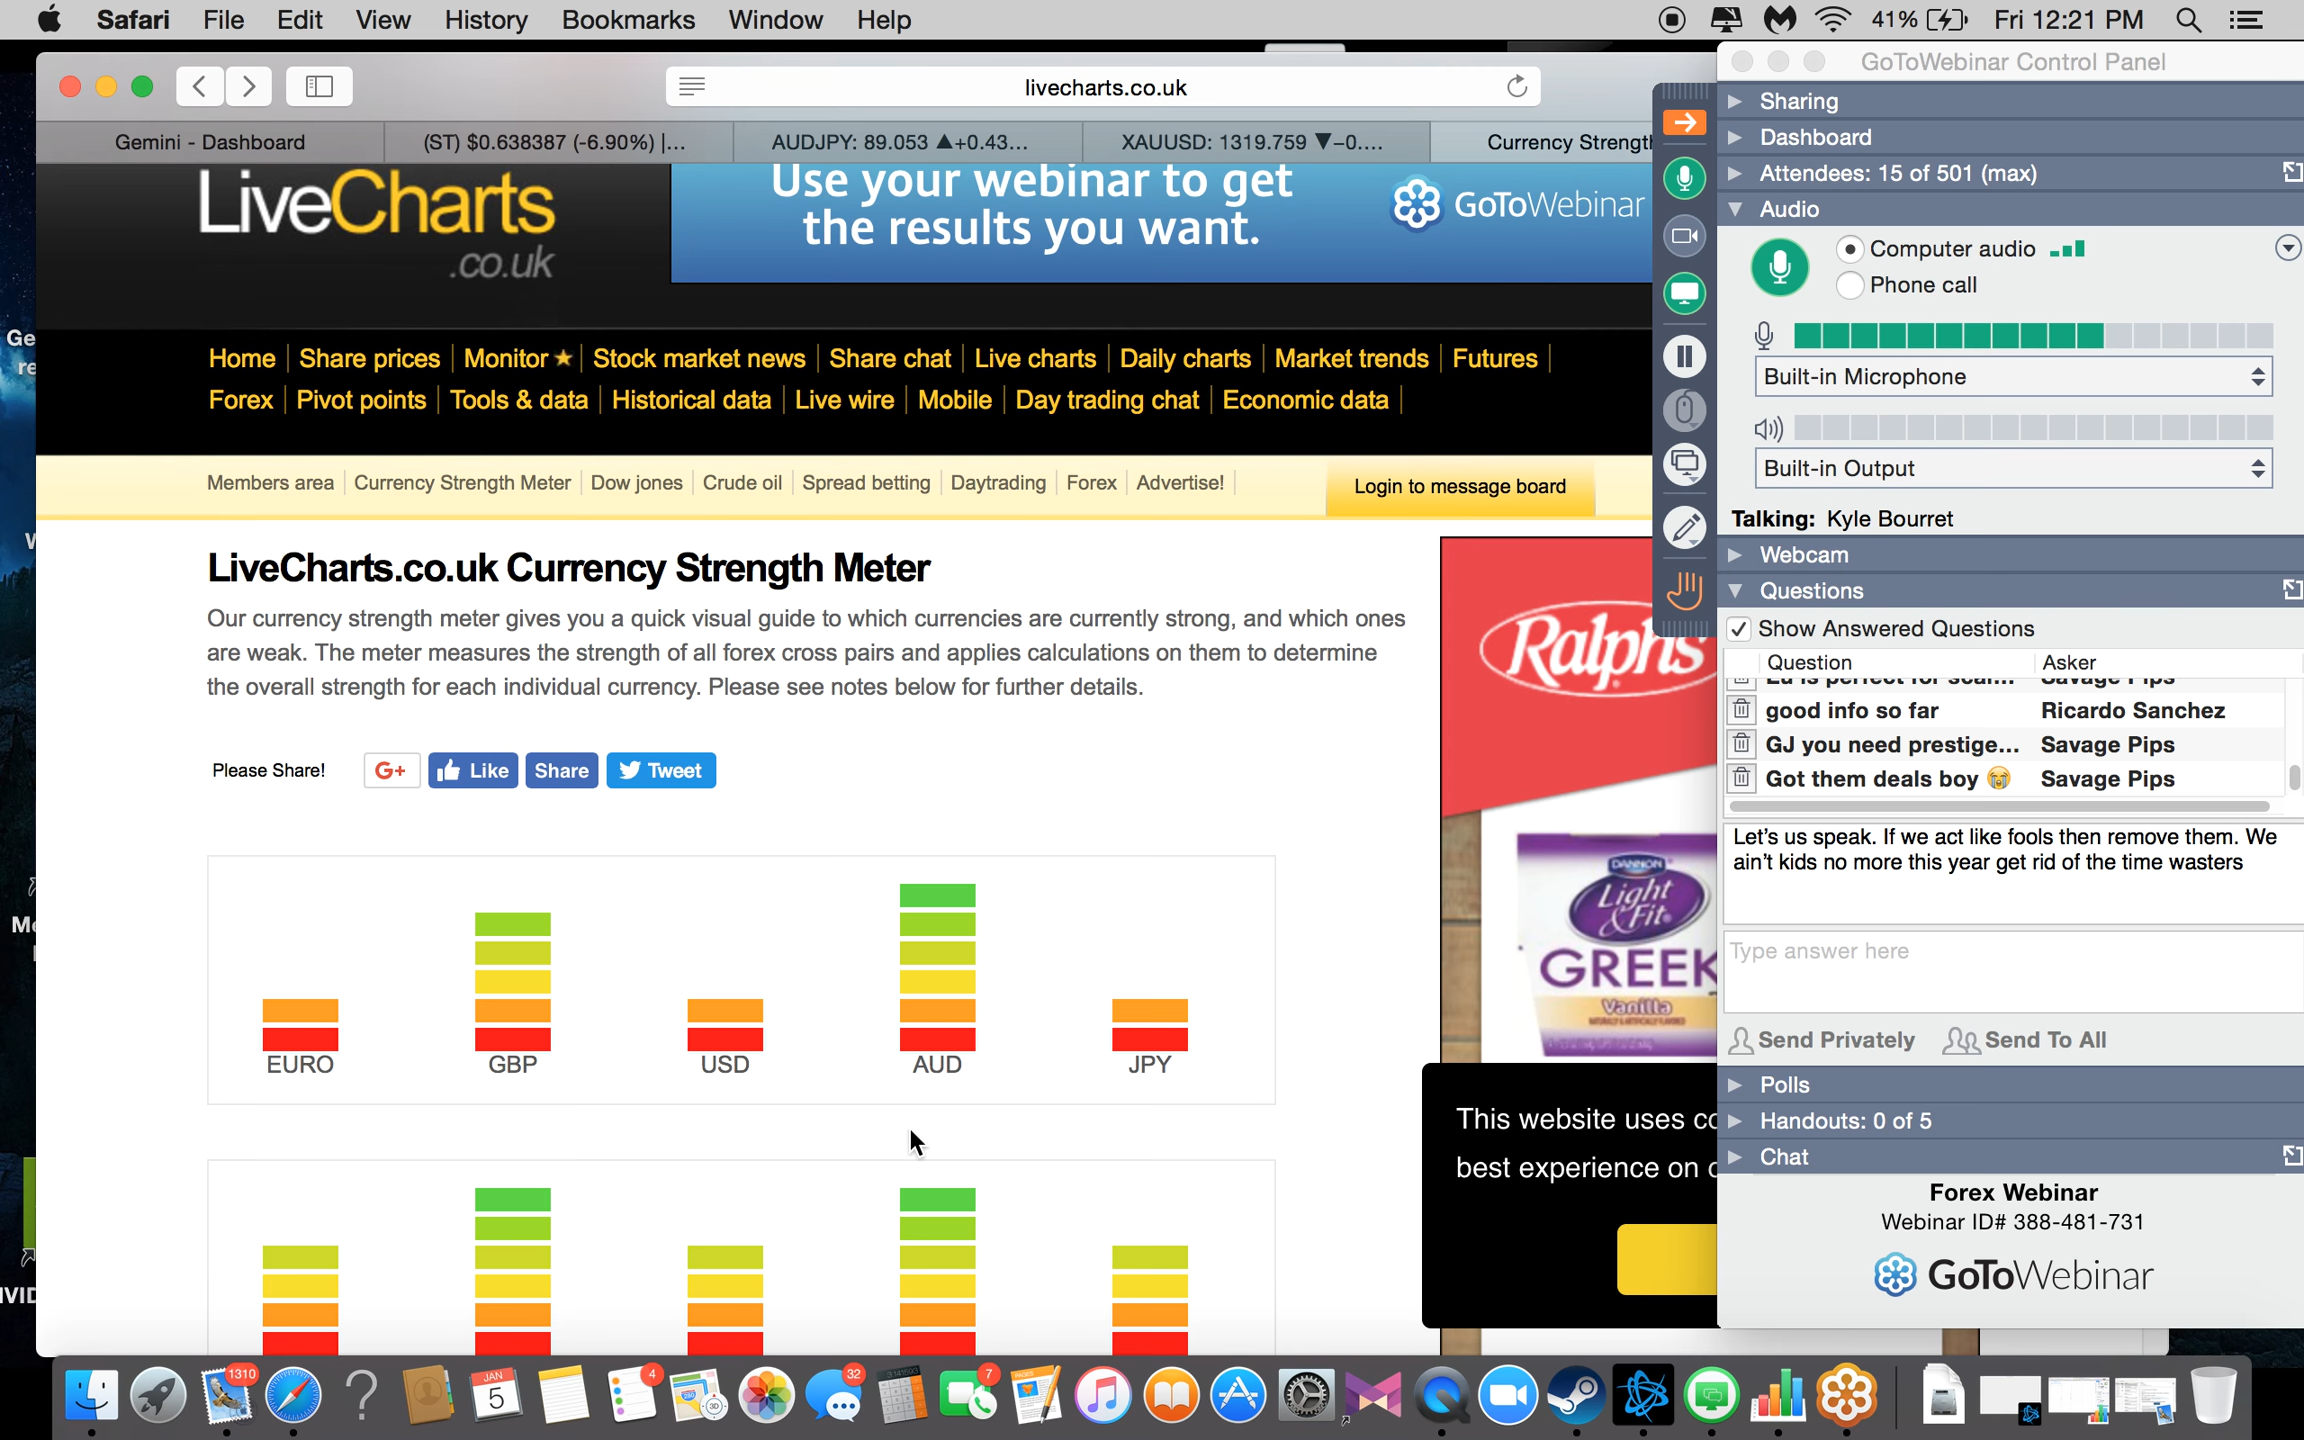 Safari File Edit View History Bookmarks Window Help
41% Fri 12:21 PM
livecharts.co.uk
Gemini - Dashboard
(ST) $0.638387 (-6.90%) |...
AUDJPY: 89.053 ▲+0.43...
XAUUSD: 1319.759 ▼−0....
Currency Strengt
LiveCharts
.co.uk
Use your webinar to get
the results you want.
GoToWebinar
Home Share prices Monitor ★ Stock market news Share chat Live charts Daily charts Market trends Futures
Forex Pivot points Tools & data Historical data Live wire Mobile Day trading chat Economic data
Members area Currency Strength Meter Dow jones Crude oil Spread betting Daytrading Forex Advertise!
Login to message board
LiveCharts.co.uk Currency Strength Meter
Our currency strength meter gives you a quick visual guide to which currencies are currently strong, and which ones
are weak. The meter measures the strength of all forex cross pairs and applies calculations on them to determine
the overall strength for each individual currency. Please see notes below for further details.
Please Share!
G+
Like
Share
Tweet
EURO GBP USD AUD JPY
Ralphs
DANNON
Light
& Fit
GREEK
Vanilla
This website uses co
best experience on
GoToWebinar Control Panel
Sharing
Dashboard
Attendees: 15 of 501 (max)
Audio
Computer audio
Phone call
Built-in Microphone
Built-in Output
Talking: Kyle Bourret
Webcam
Questions
Show Answered Questions
Question Asker
good info so far Ricardo Sanchez
GJ you need prestige... Savage Pips
Got them deals boy 😭 Savage Pips
Let's us speak. If we act like fools then remove them. We
ain't kids no more this year get rid of the time wasters
Type answer here
Send Privately Send To All
Polls
Handouts: 0 of 5
Chat
Forex Webinar
Webinar ID# 388-481-731
GoToWebinar
Ge
re
1310
JAN
5
4
32
7
PAGES